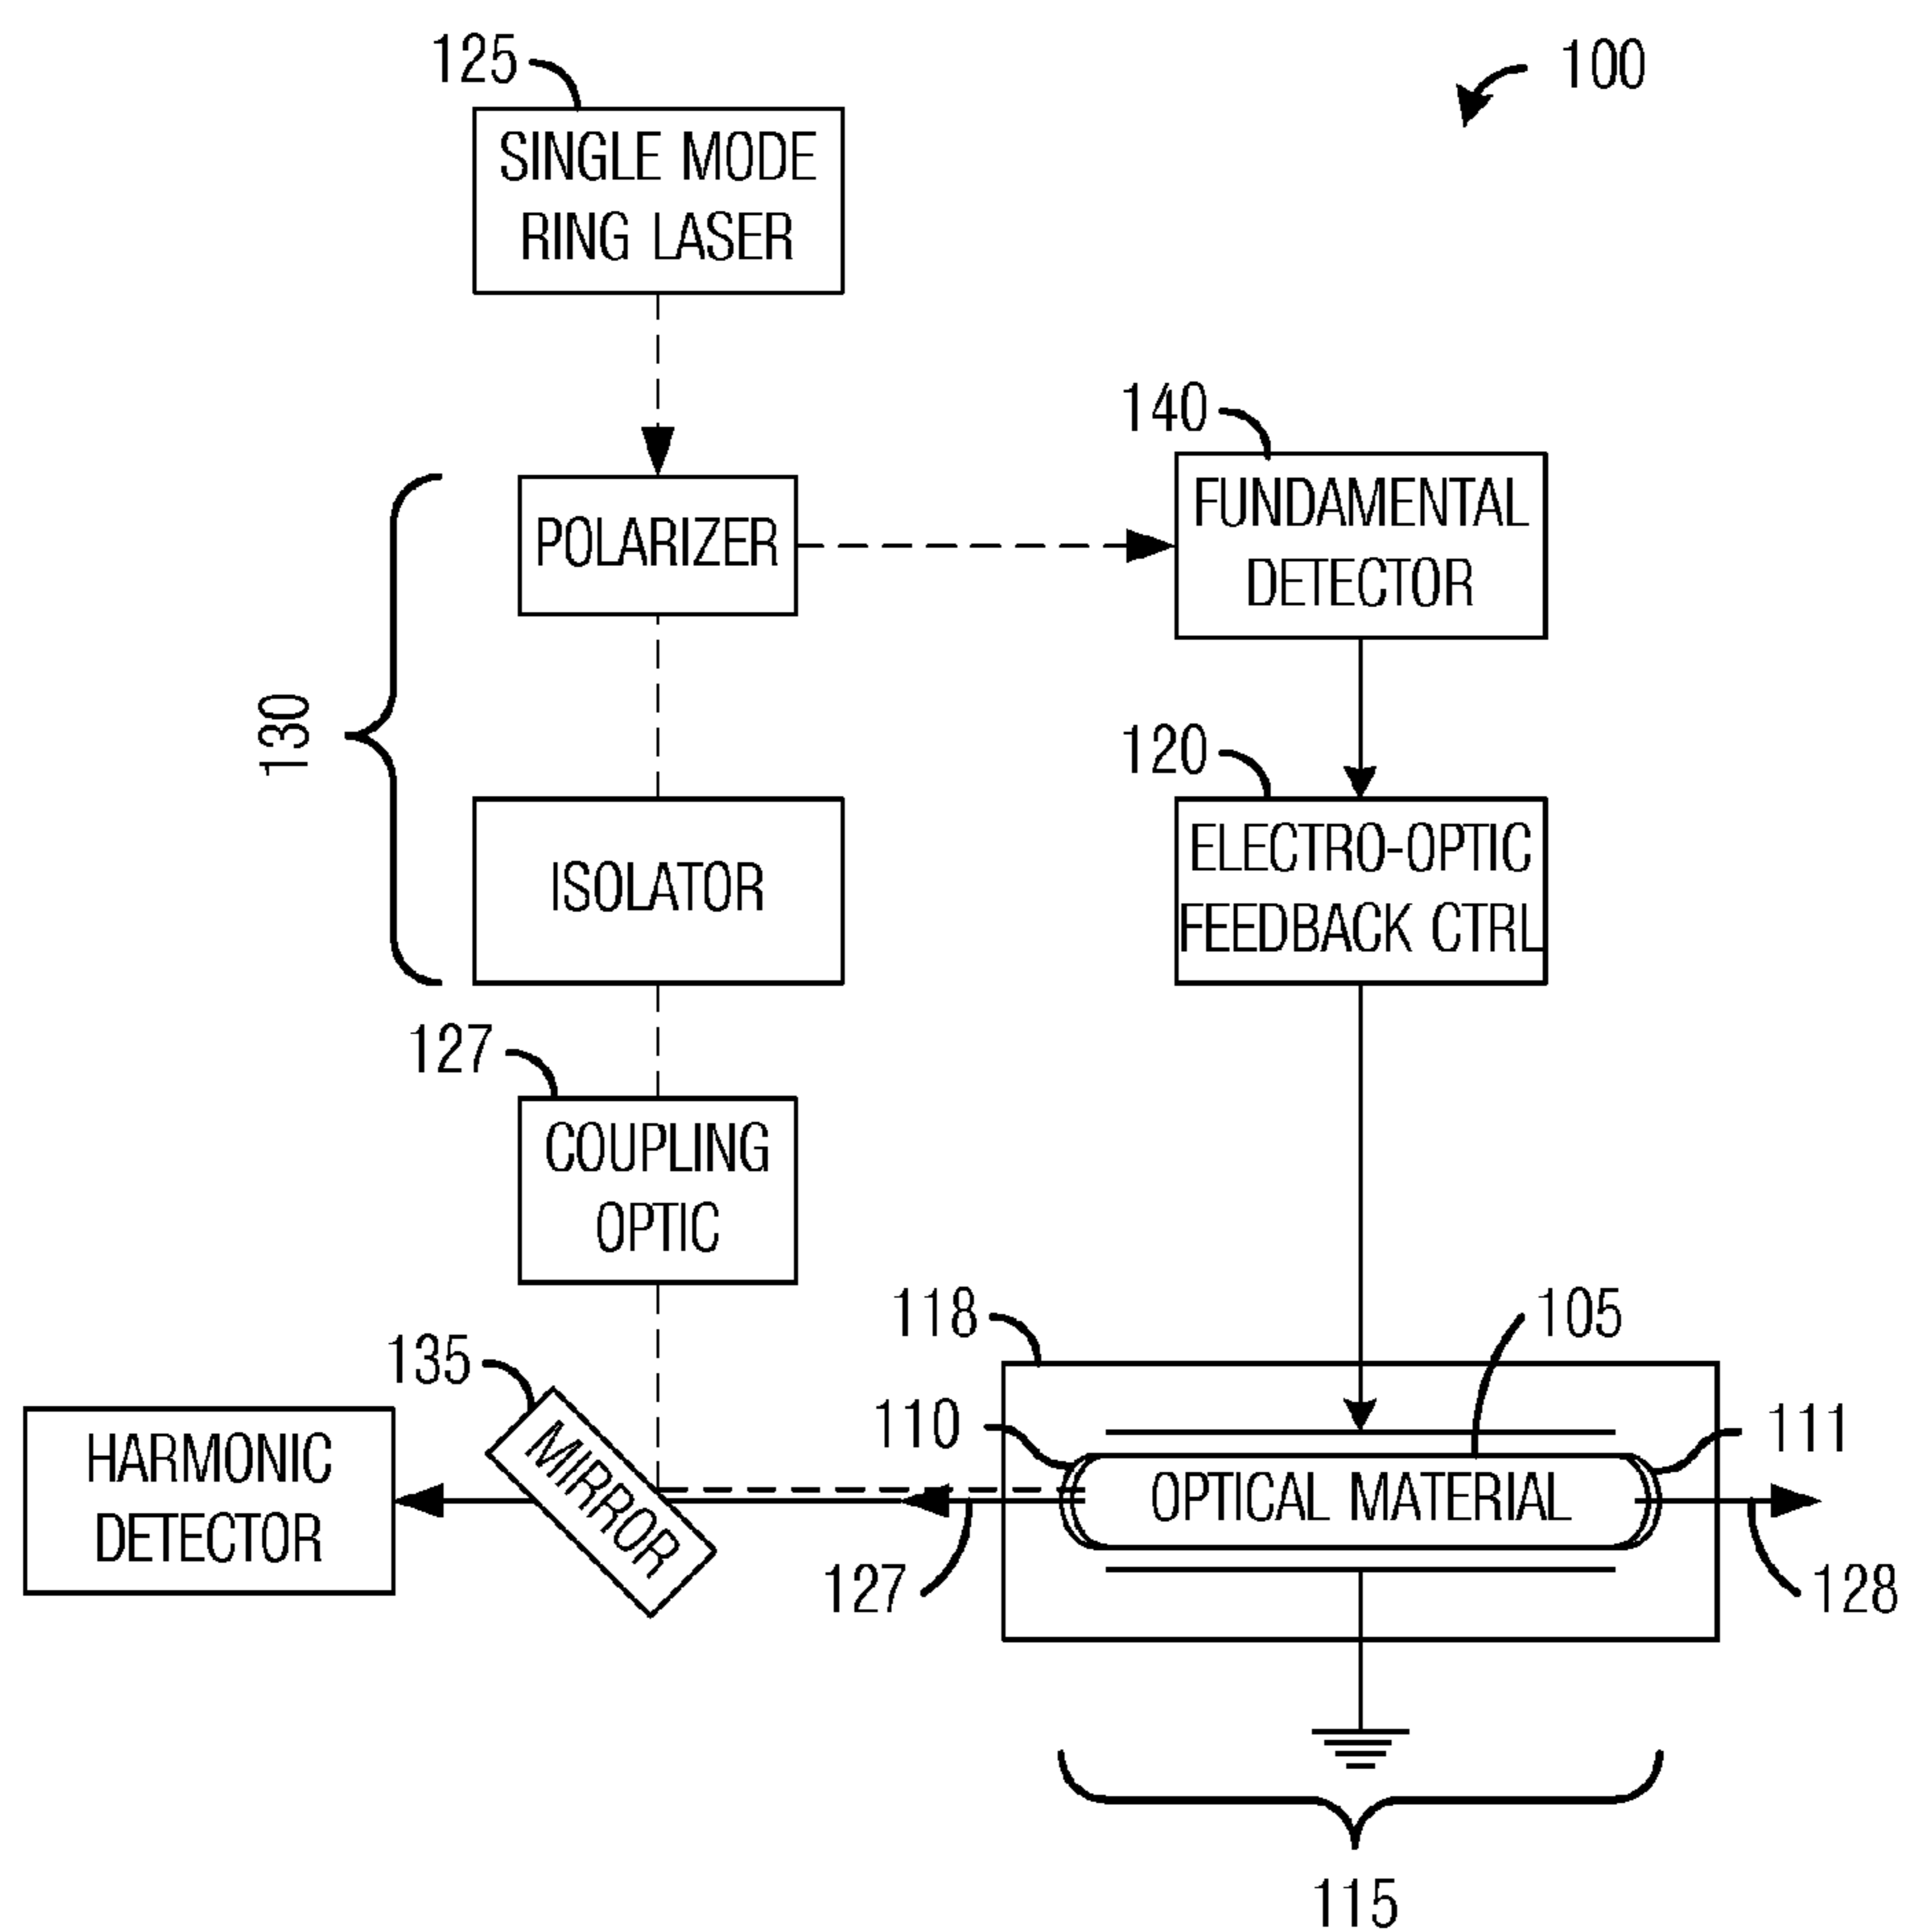 125
100
SINGLE MODE
RING LASER
140
POLARIZER
FUNDAMENTAL
DETECTOR
130
120
ISOLATOR
ELECTRO-OPTIC
FEEDBACK CTRL
127
COUPLING
OPTIC
118
105
135
110
111
HARMONIC
DETECTOR
MIRROR
OPTICAL MATERIAL
127
128
115